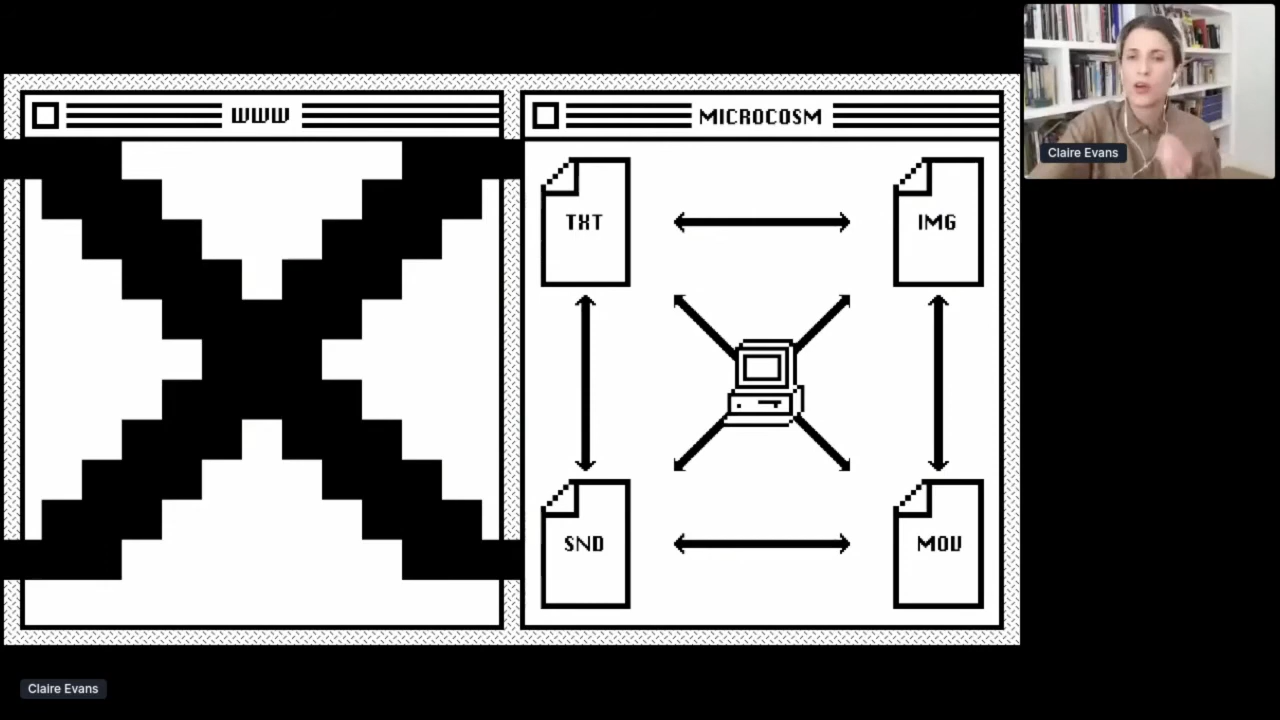 WWW
MICROCOSM
TXT
IMG
SND
MOV
Claire Evans
Claire Evans